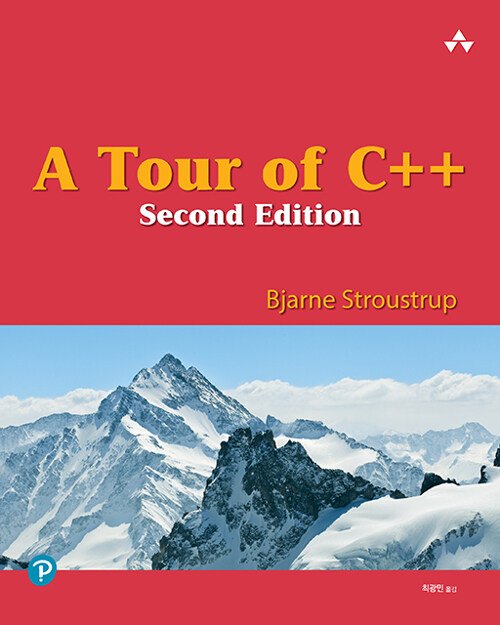 A Tour of C++
Second Edition
Bjarne Stroustrup
P
최광민 옮김